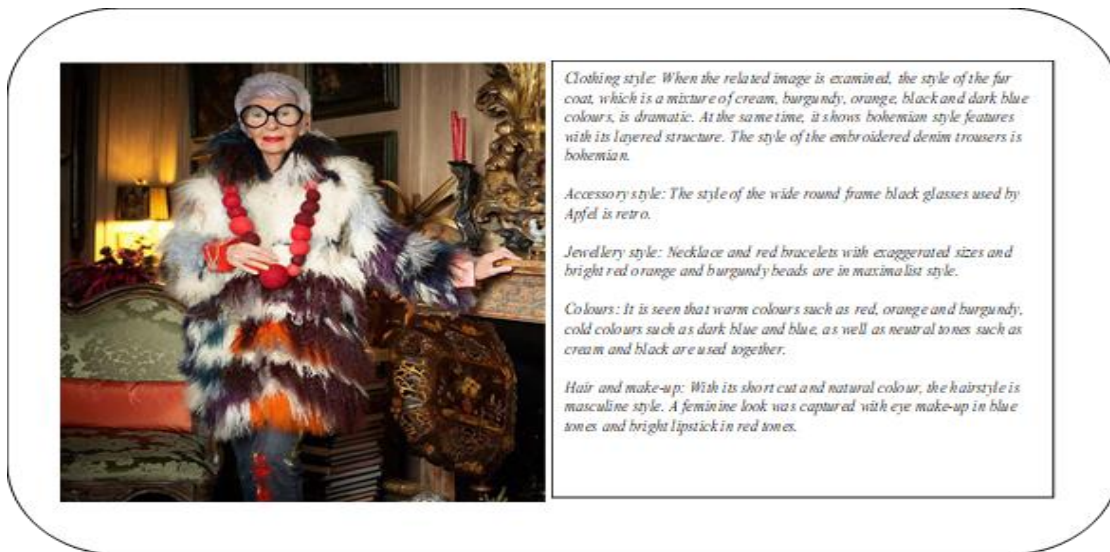 Clothing style: When the related image is examined, the style of the fur
coat, which is a mixture of cream, burgundy, orange, black and dark blue
colours, is dramatic. At the same time, it shows bohemian style features
with its layered structure. The style of the embroidered denim trousers is
bohemian.
Accessory style: The style of the wide round frame black glasses used by
Apfel is retro.
Jewellery style: Necklace and red bracelets with exaggerated sizes and
bright red orange and burgundy beads are in maximalist style.
Colours: It is seen that warm colours such as red, orange and burgundy,
cold colours such as dark blue and blue, as well as neutral tones such as
cream and black are used together.
Hair and make-up: With its short cut and natural colour, the hairstyle is
masculine style. A feminine look was captured with eye make-up in blue
tones and bright lipstick in red tones.